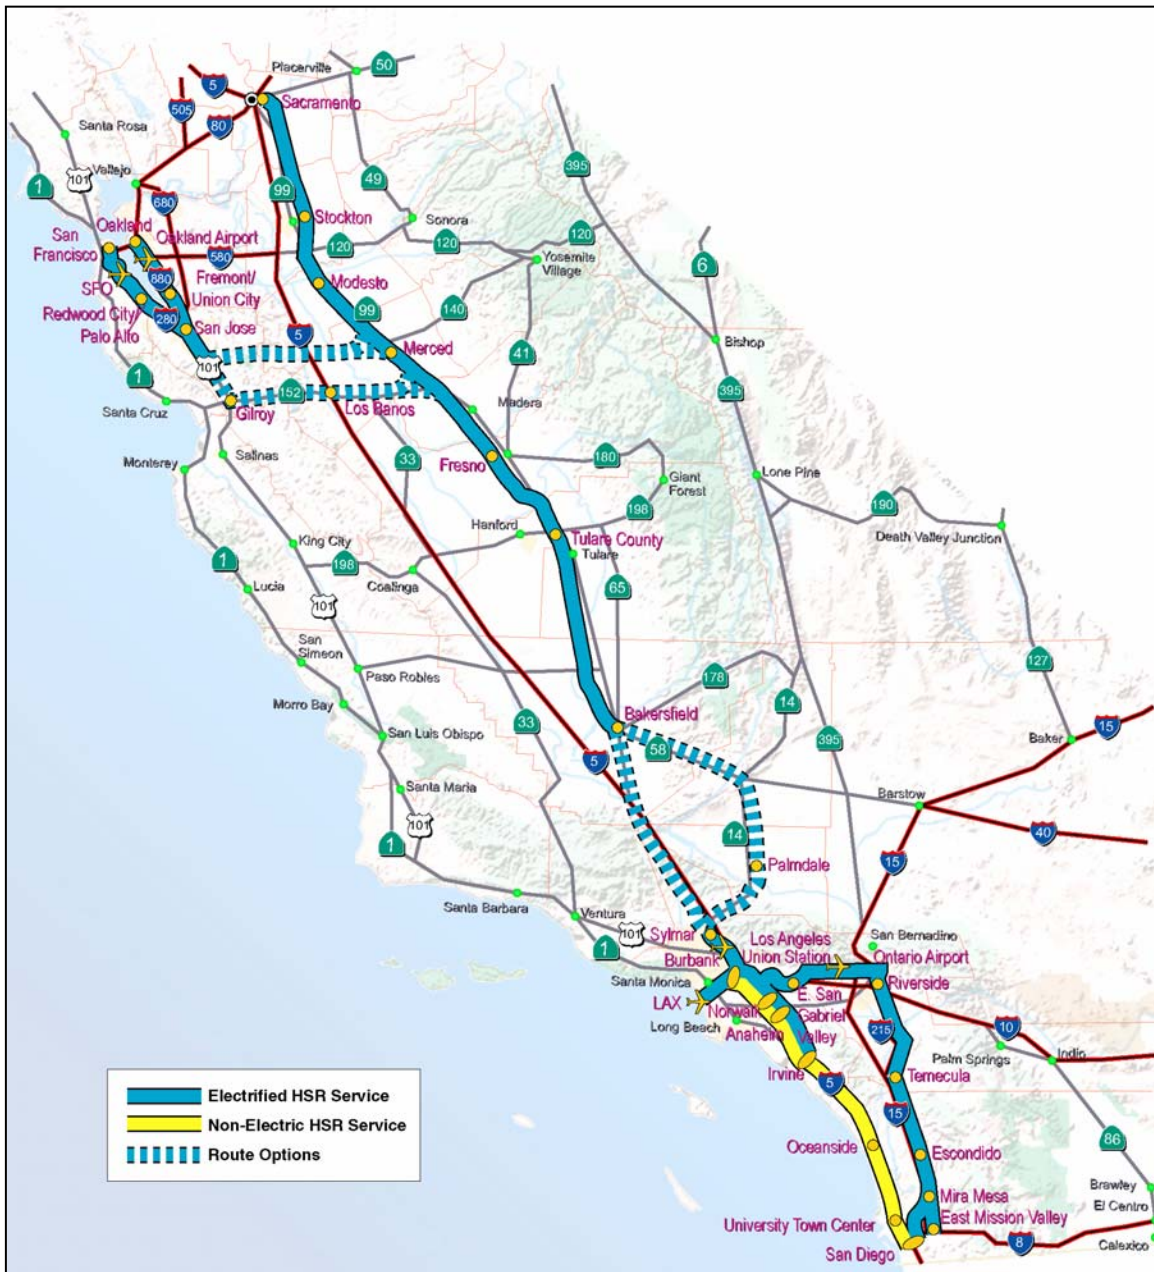 Placerville
50
5
Sacramento
505
80
Santa Rosa
101
1
Vallejo
99
49
395
680
Stockton
Sonora
San
Francisco
Oakland
Oakland Airport
580
120
120
120
Yosemite
Village
6
SFO
880
Fremont/
Union City
Modesto
Redwood City/
Palo Alto
280
San Jose
99
140
5
Merced
41
Bishop
101
1
152
Santa Cruz
Gilroy
Los Banos
Madera
395
Salinas
Monterey
33
Fresno
180
Giant
Forest
Lone Pine
198
190
Hanford
Tulare County
Death Valley Junction
King City
Tulare
1
198
Coalinga
65
Lucia
101
San
Simeon
127
Paso Robles
178
Morro Bay
14
33
Bakersfield
15
San Luis Obispo
58
395
Baker
5
Santa Maria
Barstow
101
1
14
40
15
Palmdale
Santa Barbara
Ventura
101
Sylmar
Los Angeles
Union Station
San Bernadino
1
Burbank
Ontario Airport
Santa Monica
Riverside
LAX
E. San
Gabriel
Valley
Norwalk
Long Beach
Anaheim
215
10
Palm Springs
Indio
Irvine
5
Temecula
15
86
Electrified HSR Service
Non-Electric HSR Service
Route Options
Oceanside
Escondido
Brawley
Mira Mesa
El Centro
University Town Center
East Mission Valley
San Diego
8
Calexico